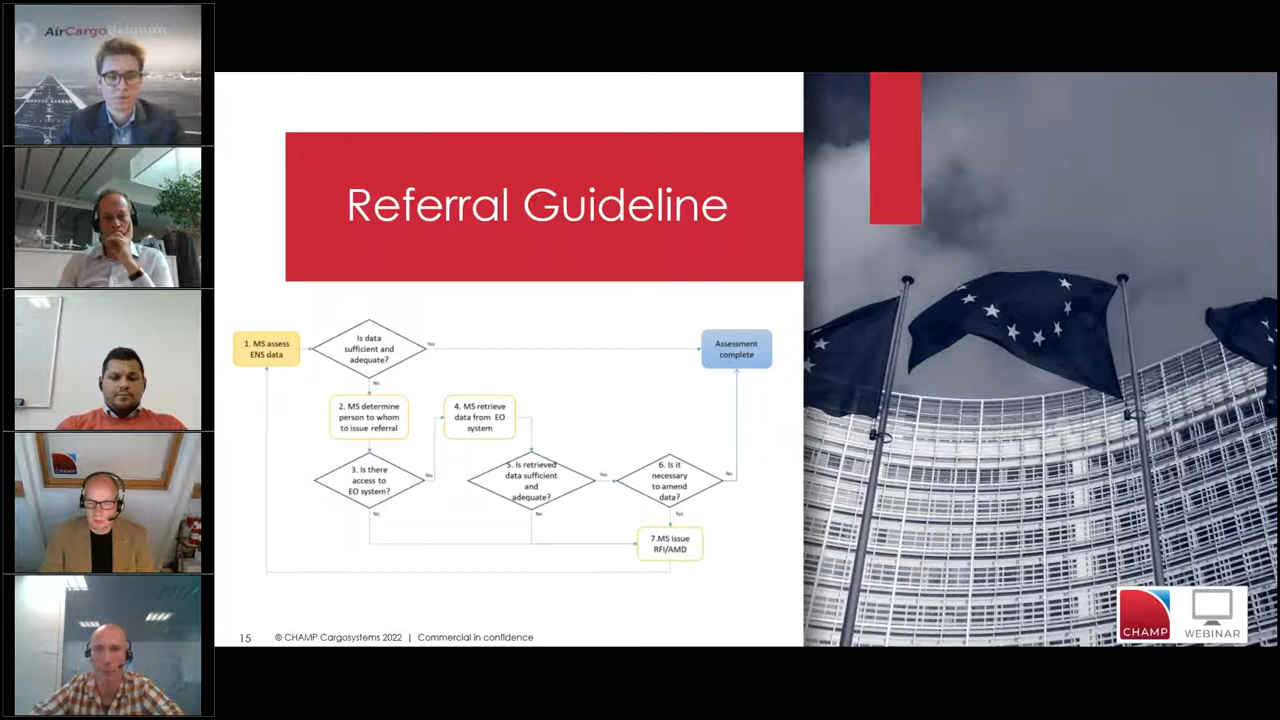 AirCargoBelgium
Referral Guideline
1. MS assess
ENS data
Is data
sufficient and
adequate?
Yes
Assessment
complete
No
2. MS determine
person to whom
to issue referral
4. MS retrieve
data from EO
system
3. Is there
access to
EO system?
Yes
5. Is retrieved
data sufficient
and
adequate?
Yes
6. Is it
necessary
to amend
data?
No
No
No
Yes
7.MS issue
RFI/AMD
15
© CHAMP Cargosystems 2022 | Commercial in confidence
CHAMP
WEBINAR
CHAMP